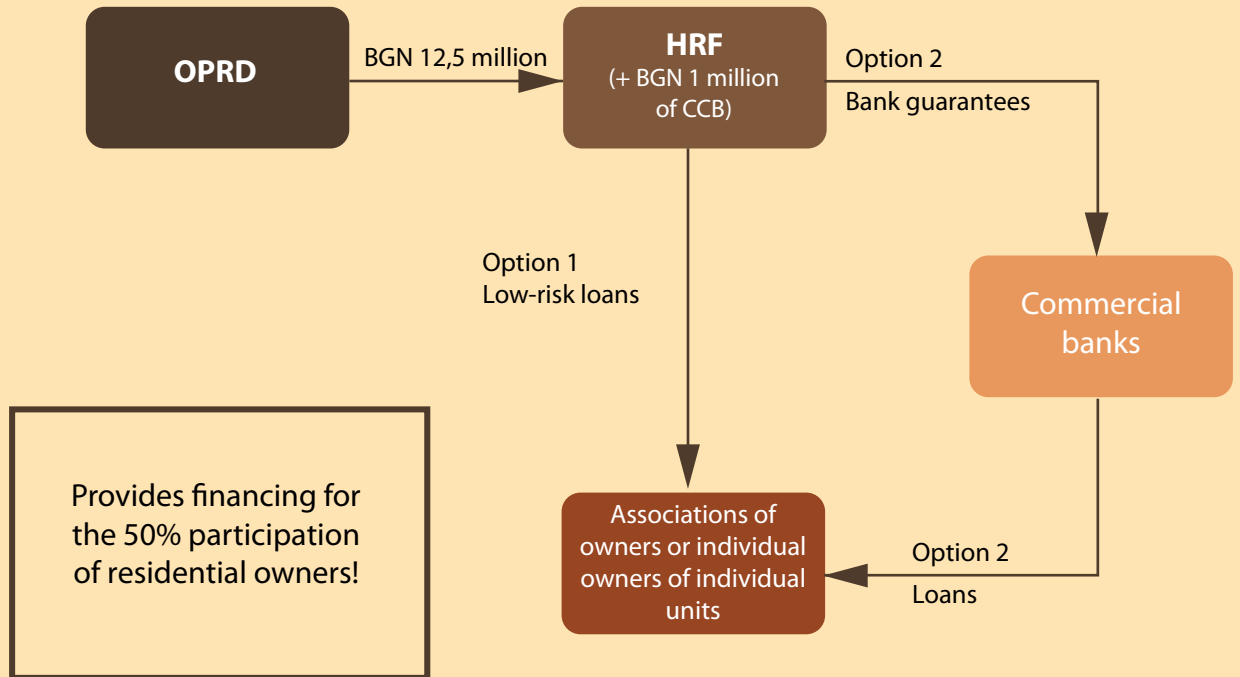 OPRD
BGN 12,5 million
HRF
(+ BGN 1 million
of CCB)
Option 2
Bank guarantees
Option 1
Low-risk loans
Commercial
banks
Provides financing for
the 50% participation
of residential owners!
Associations of
owners or individual
owners of individual
units
Option 2
Loans